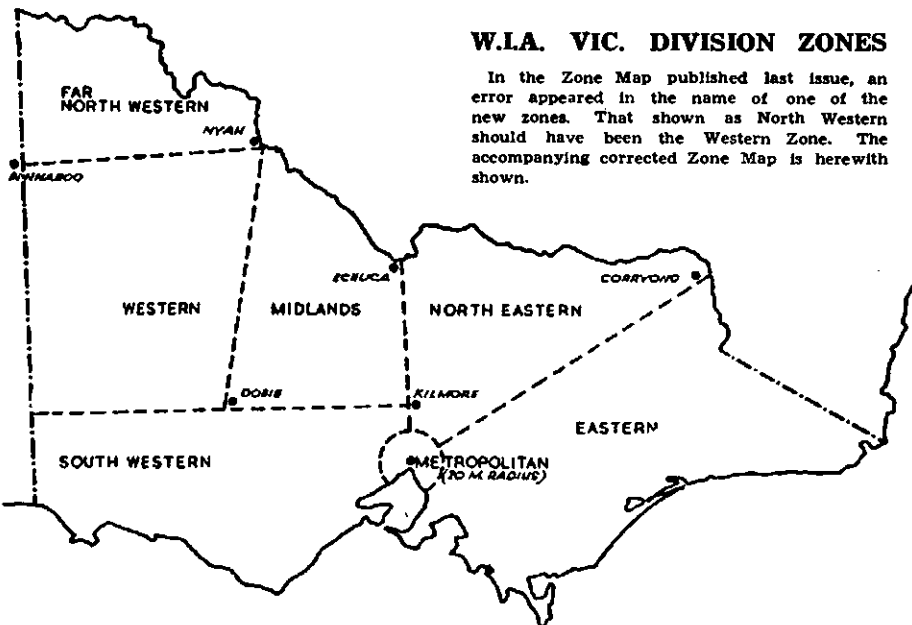 W.I.A. VIC. DIVISION ZONES
In the Zone Map published last issue, an
error appeared in the name of one of the
new zones. That shown as North Western
should have been the Western Zone. The
accompanying corrected Zone Map is herewith
shown.
FAR
NORTH WESTERN
NYAH
ECHUCA
CORRYONG
WESTERN
MIDLANDS
NORTH EASTERN
DOBIE
KILMORE
EASTERN
SOUTH WESTERN
METROPOLITAN
(20 M. RADIUS)